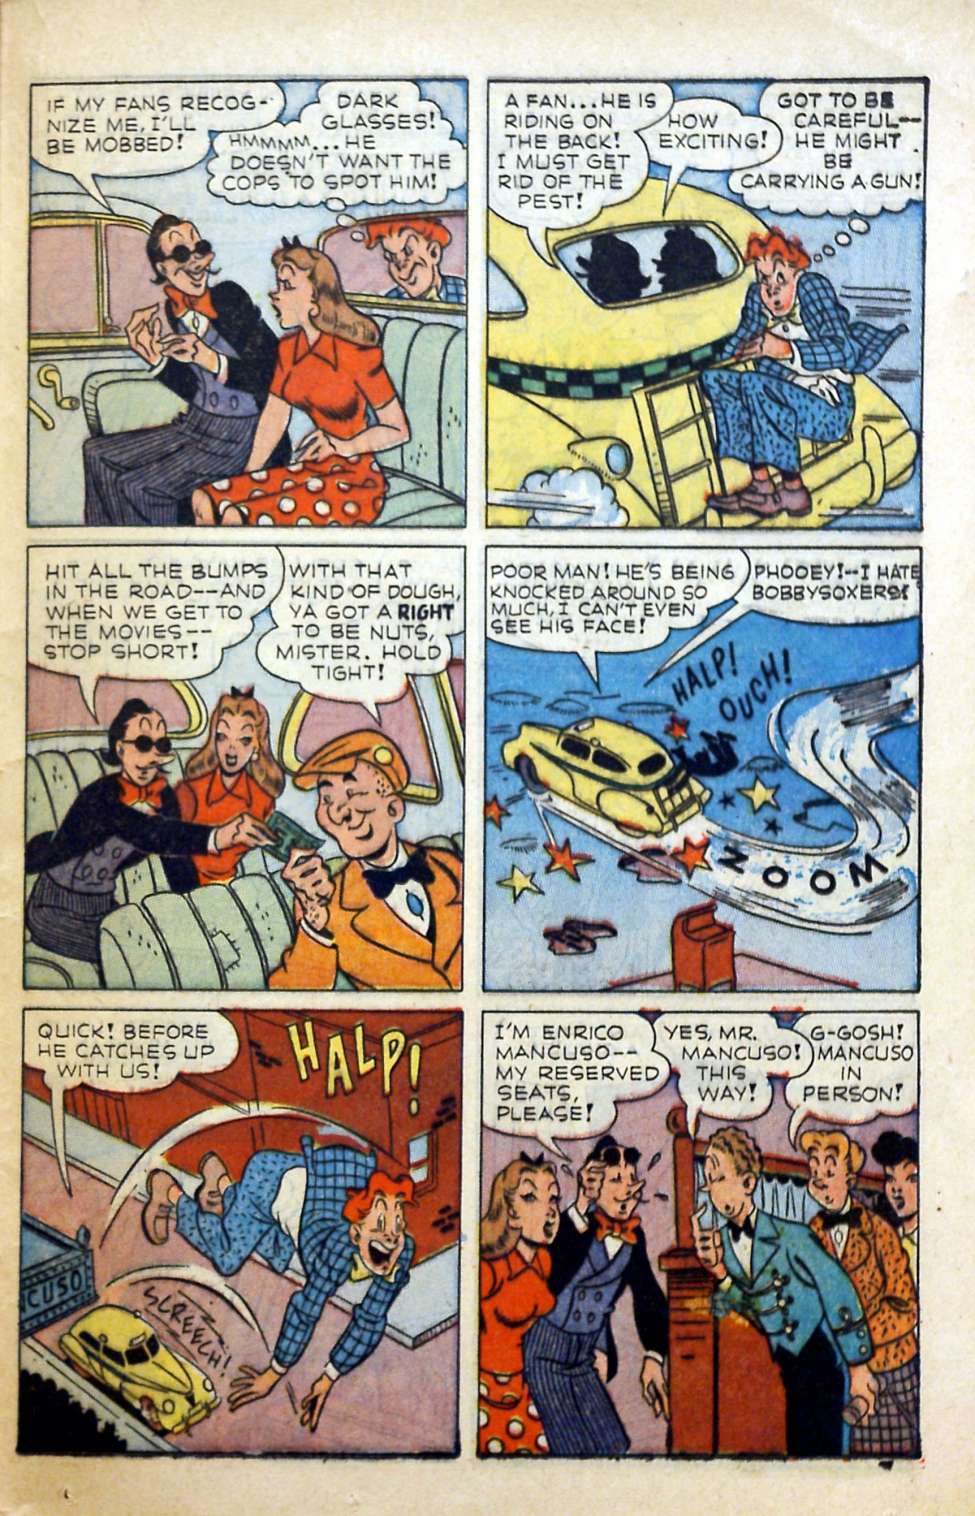 IF MY FANS RECOG-
NIZE ME, I'LL
BE MOBBED!
DARK
GLASSES!
HMMMM...HE
DOESN'T WANT THE
COPS TO SPOT HIM!
A FAN...HE IS
RIDING ON
THE BACK!
I MUST GET
RID OF THE
PEST!
HOW
EXCITING!
GOT TO BE
CAREFUL--
HE MIGHT
BE
CARRYING A GUN!
HIT ALL THE BUMPS
IN THE ROAD--AND
WHEN WE GET TO
THE MOVIES--
STOP SHORT!
WITH THAT
KIND OF DOUGH,
YA GOT A RIGHT
TO BE NUTS,
MISTER. HOLD
TIGHT!
POOR MAN! HE'S BEING
KNOCKED AROUND SO
MUCH, I CAN'T EVEN
SEE HIS FACE!
PHOOEY!--I HATE
BOBBYSOXERS!
HALP!
OUCH!
ZOOM
QUICK! BEFORE
HE CATCHES UP
WITH US!
HALP!
CUSO
SCREECH!
I'M ENRICO
MANCUSO--
MY RESERVED
SEATS,
PLEASE!
YES, MR.
MANCUSO!
THIS
WAY!
G-GOSH!
MANCUSO
IN
PERSON!